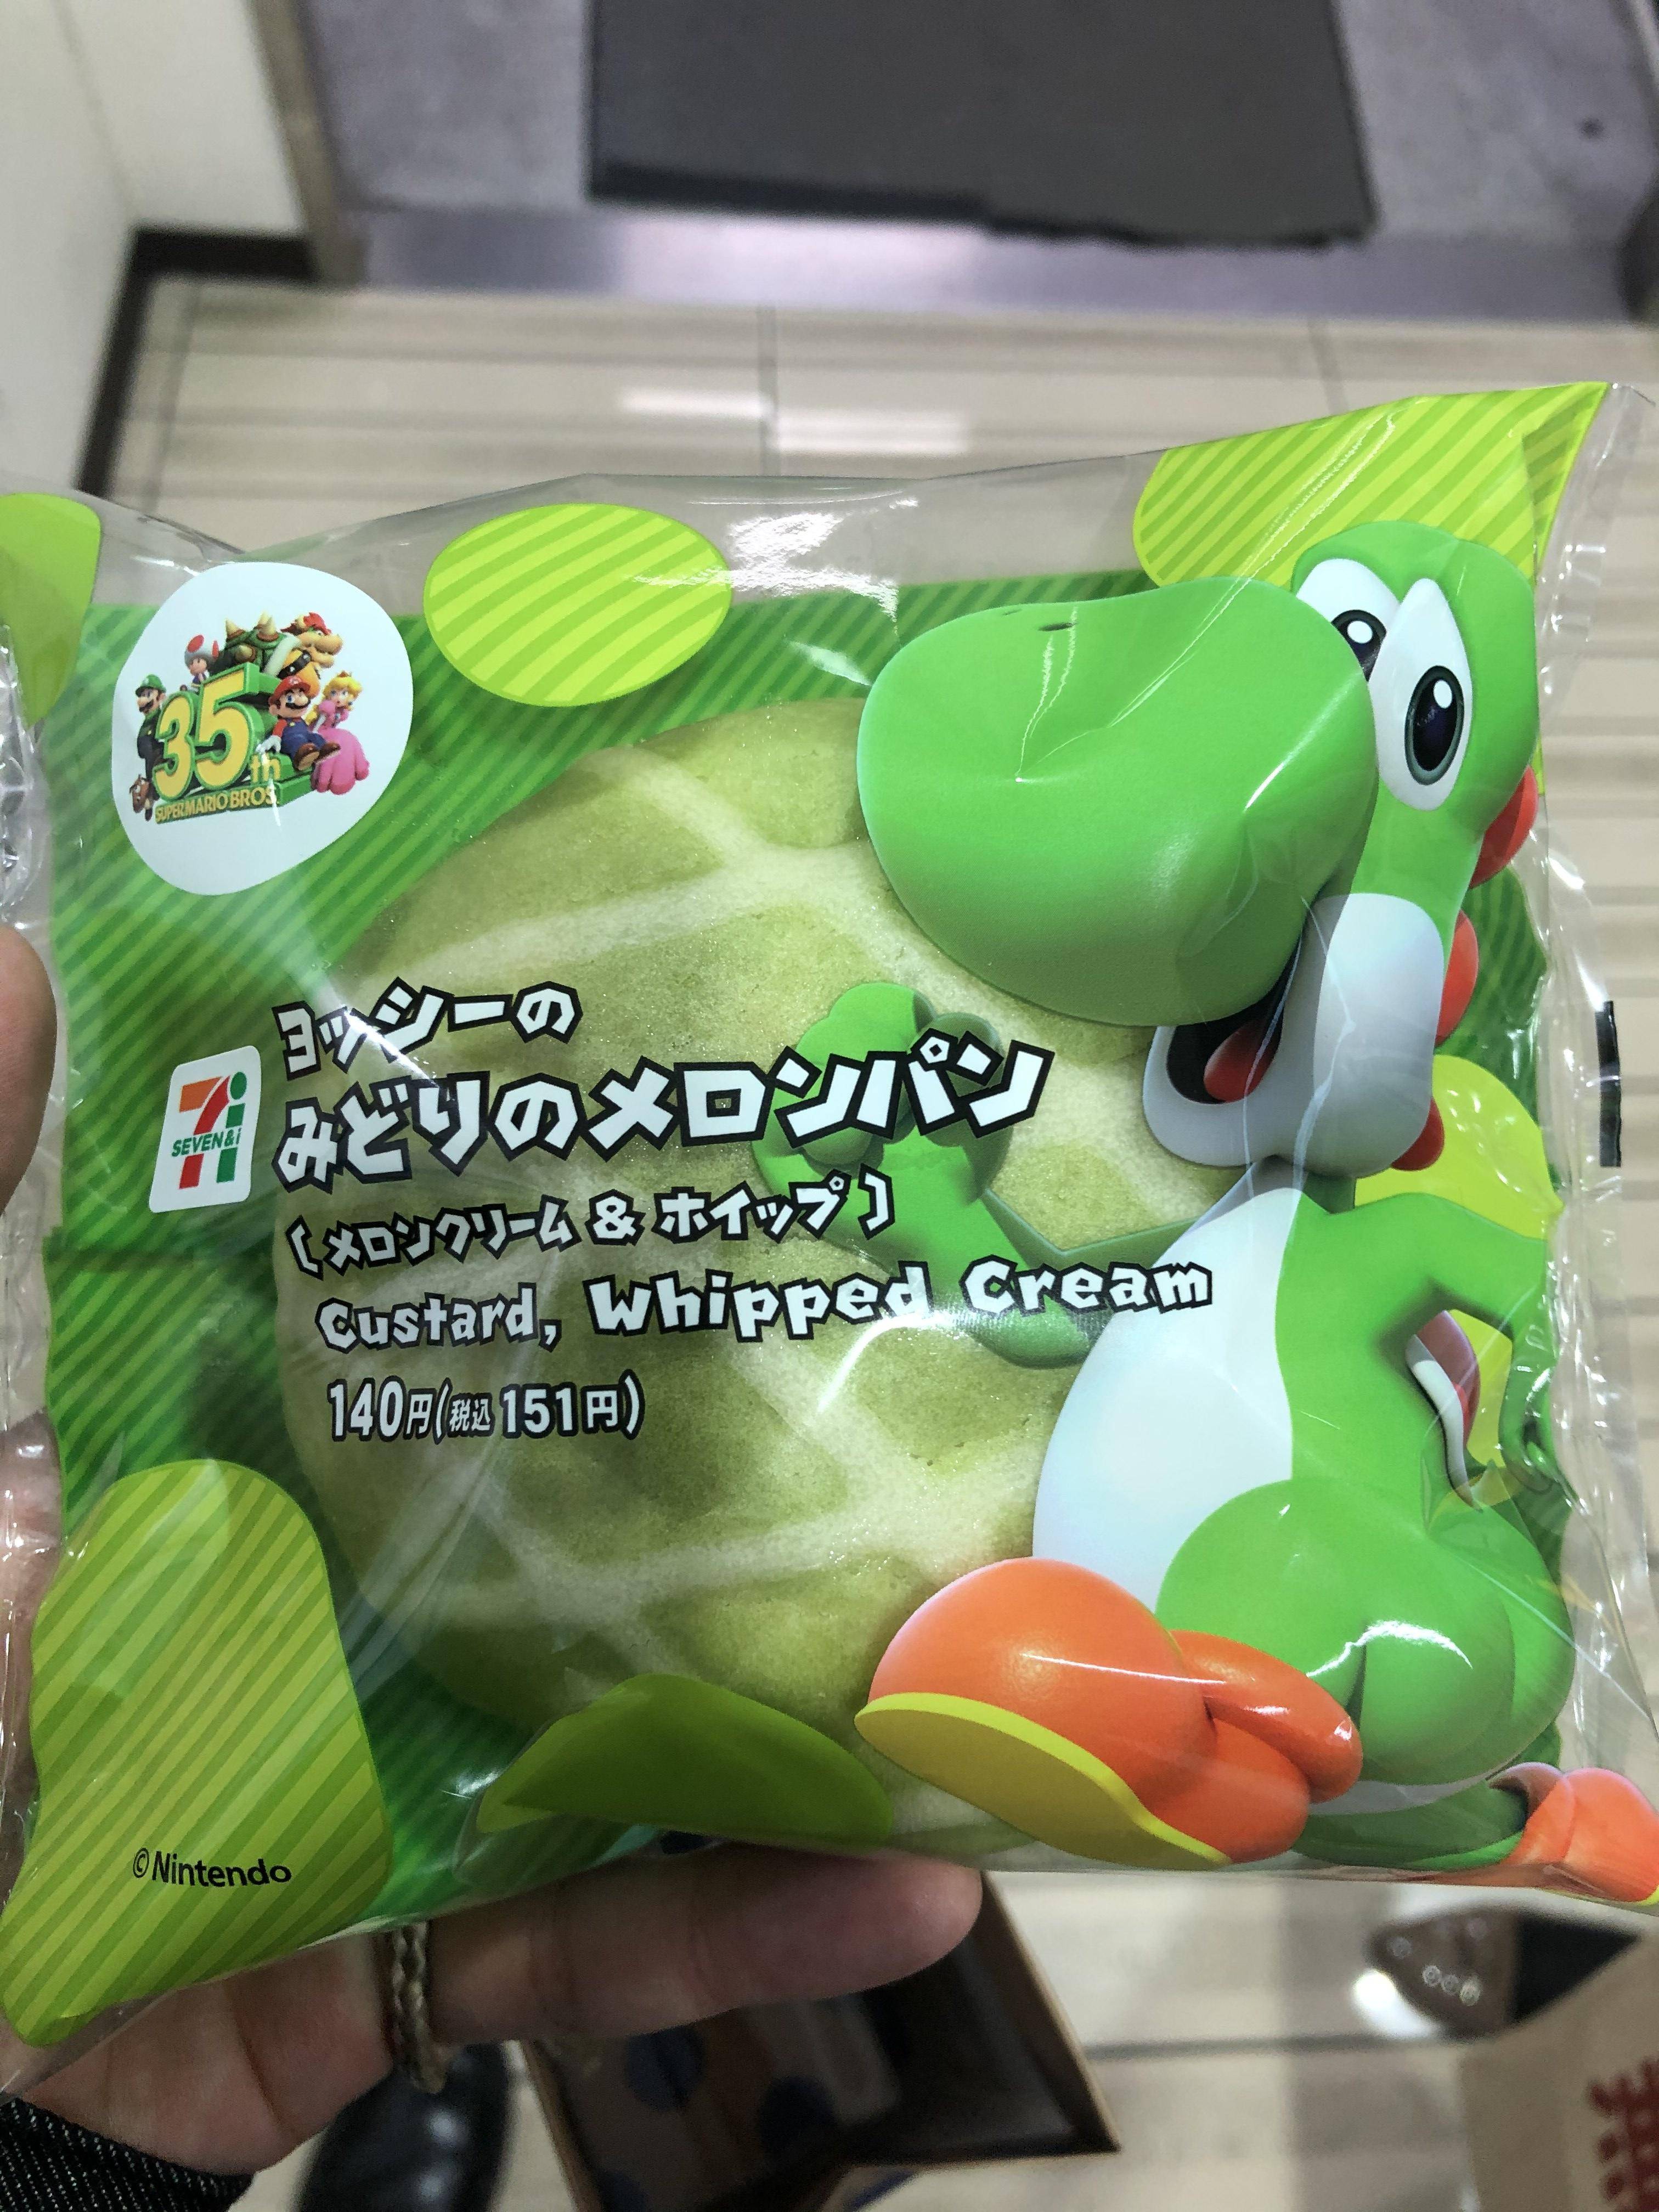 35th
SUPER MARIO BROS.
ヨッシーの
みどりのメロンパン
SEVEN&i
〔メロンクリーム & ホイップ〕
Custard, Whipped Cream
140円(税込151円)
©Nintendo